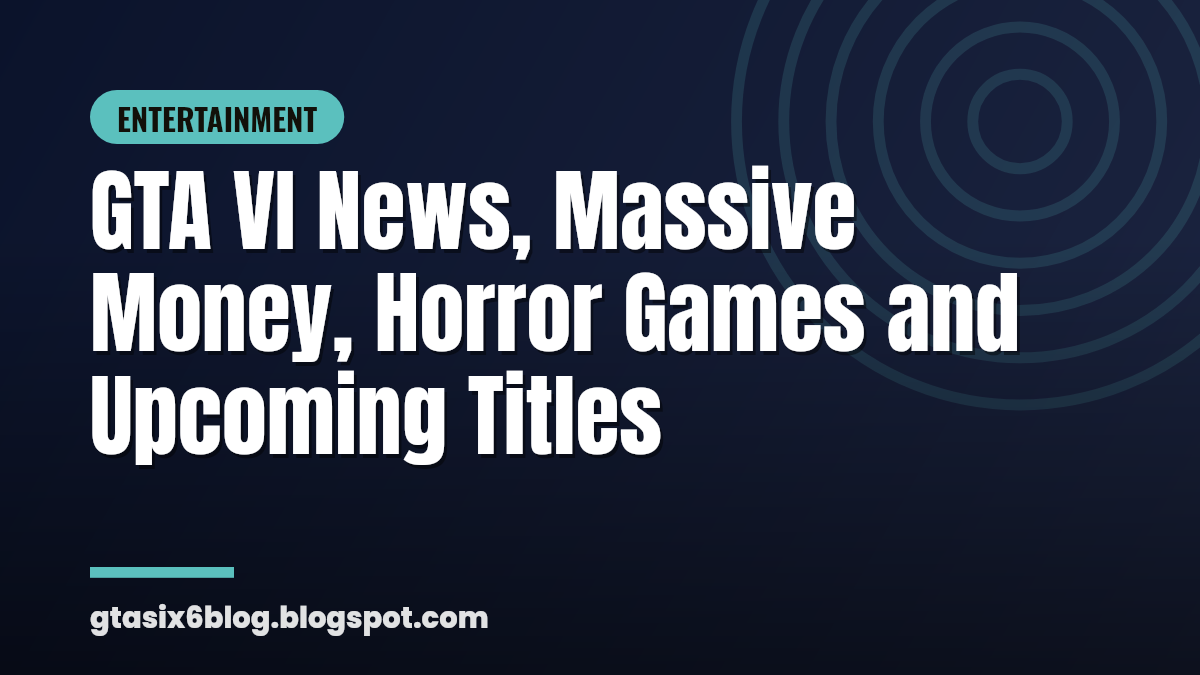 ENTERTAINMENT
GTA VI News, Massive
Money, Horror Games and
Upcoming Titles
gtasix6blog.blogspot.com